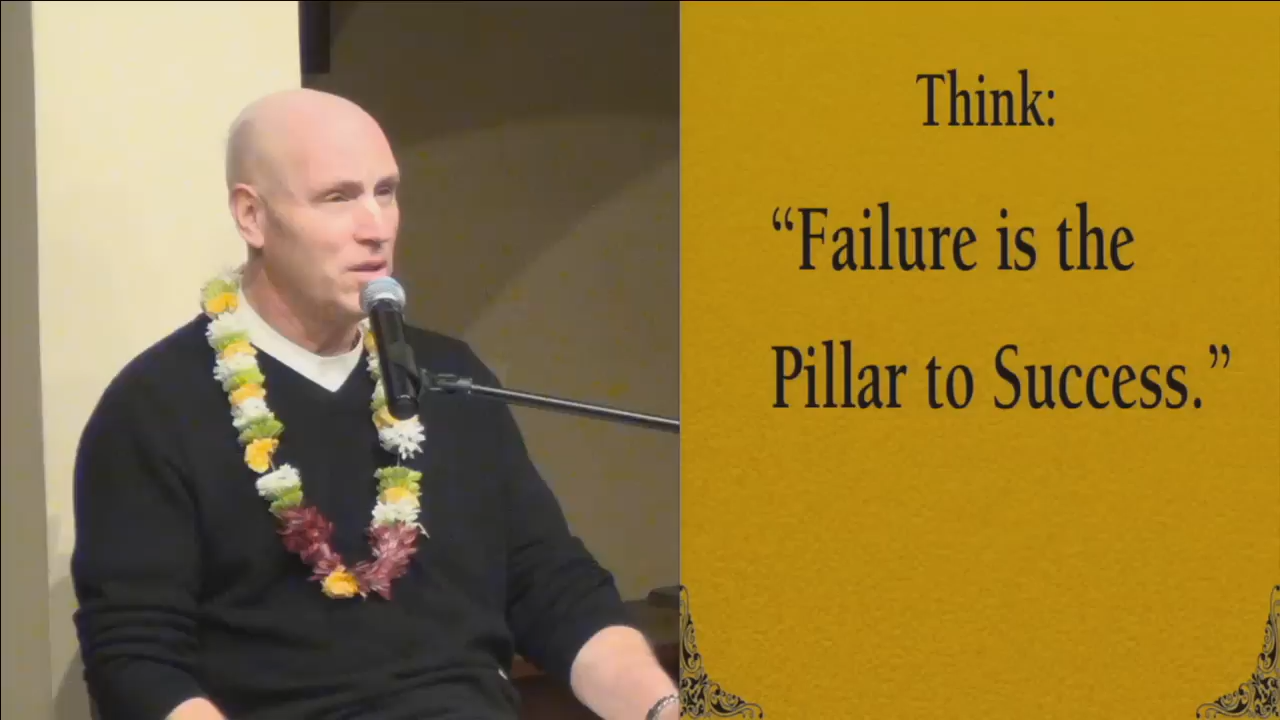 Think:
“Failure is the
Pillar to Success.”